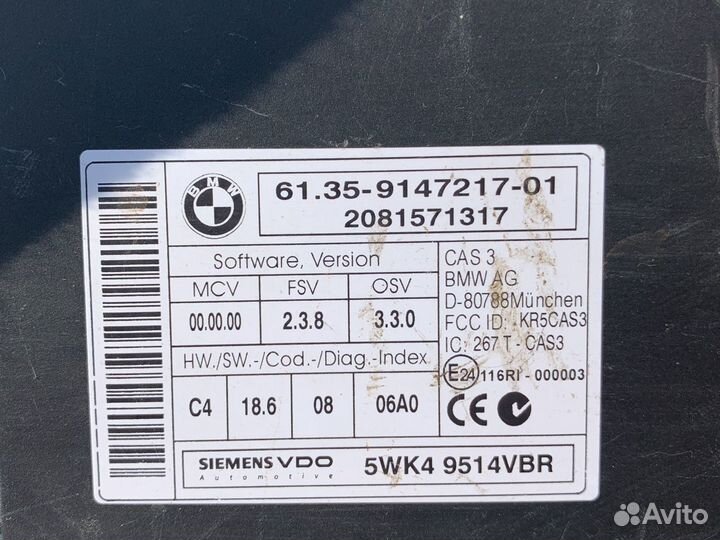 BMW
61.35-9147217-01
2081571317
Software, Version
MCV FSV OSV
00.00.00 2.3.8 3.3.0
HW./SW.-/Cod.-/Diag.-Index
C4 18.6 08 06A0
CAS 3
BMW AG
D-80788München
FCC ID: KR5CAS3
IC: 267 T - CAS3
E24 116RI - 000003
CE N
SIEMENS VDO
Automotive
5WK4 9514VBR
Avito